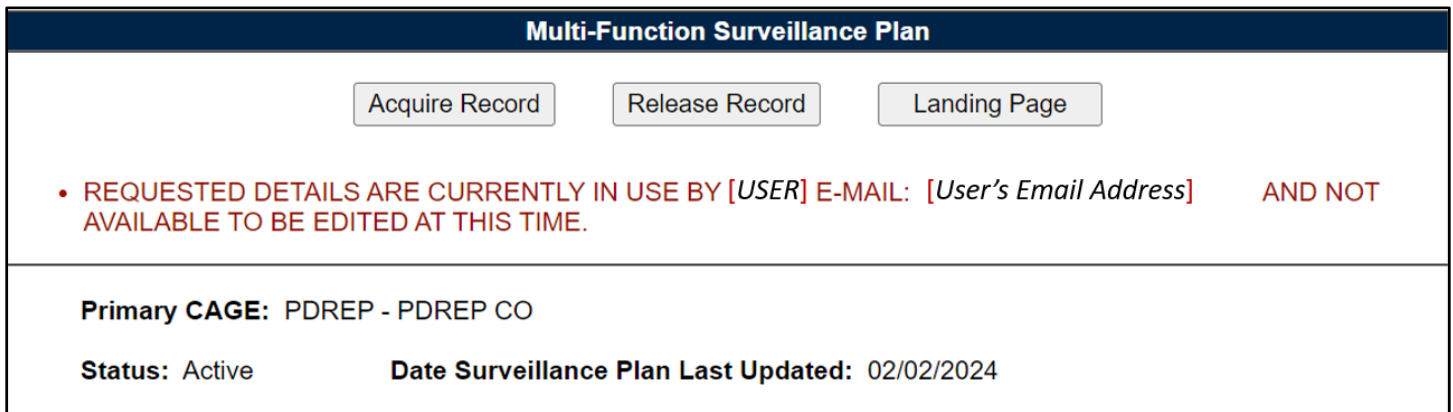 Multi-Function Surveillance Plan
Acquire Record Release Record Landing Page
• REQUESTED DETAILS ARE CURRENTLY IN USE BY [USER] E-MAIL: [User’s Email Address] AND NOT
AVAILABLE TO BE EDITED AT THIS TIME.
Primary CAGE: PDREP - PDREP CO
Status: Active Date Surveillance Plan Last Updated: 02/02/2024